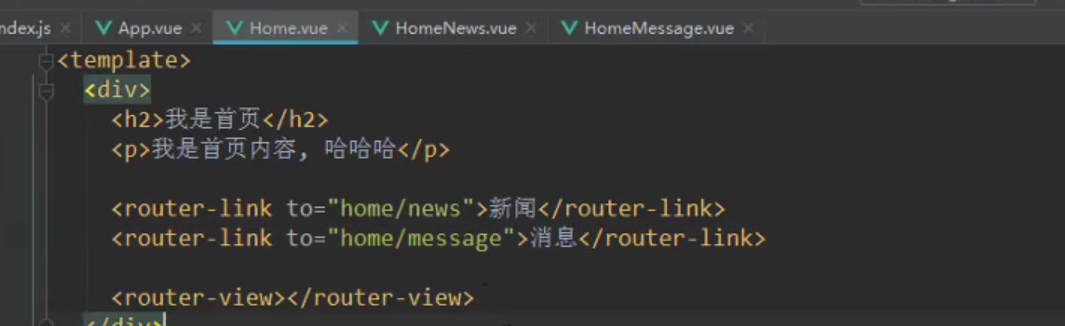 ndex.js App.vue Home.vue HomeNews.vue HomeMessage.vue
<template>
<div>
<h2>我是首页</h2>
<p>我是首页内容, 哈哈哈</p>
<router-link to="home/news">新闻</router-link>
<router-link to="home/message">消息</router-link>
<router-view></router-view>
</div>